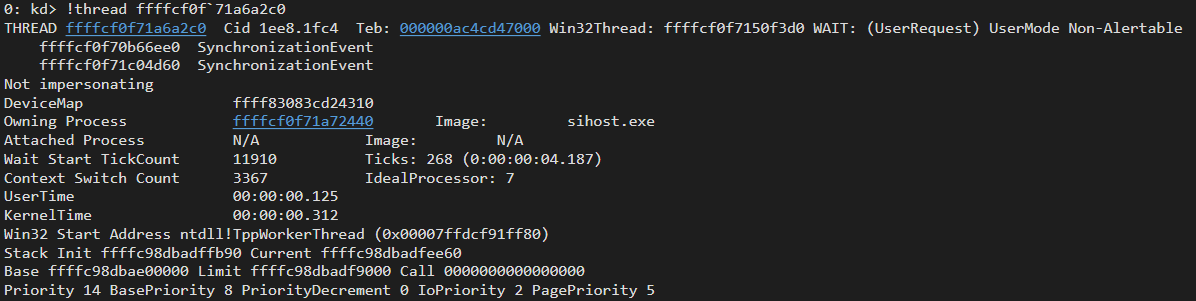 0: kd> !thread ffffcf0f`71a6a2c0
THREAD ffffcf0f71a6a2c0  Cid 1ee8.1fc4  Teb: 000000ac4cd47000 Win32Thread: ffffcf0f7150f3d0 WAIT: (UserRequest) UserMode Non-Alertable
    ffffcf0f70b66ee0  SynchronizationEvent
    ffffcf0f71c04d60  SynchronizationEvent
Not impersonating
DeviceMap                 ffff83083cd24310
Owning Process            ffffcf0f71a72440       Image:         sihost.exe
Attached Process          N/A            Image:         N/A
Wait Start TickCount      11910          Ticks: 268 (0:00:00:04.187)
Context Switch Count      3367           IdealProcessor: 7
UserTime                  00:00:00.125
KernelTime                00:00:00.312
Win32 Start Address ntdll!TppWorkerThread (0x00007ffdcf91ff80)
Stack Init ffffc98dbadffb90 Current ffffc98dbadfee60
Base ffffc98dbae00000 Limit ffffc98dbadf9000 Call 0000000000000000
Priority 14 BasePriority 8 PriorityDecrement 0 IoPriority 2 PagePriority 5